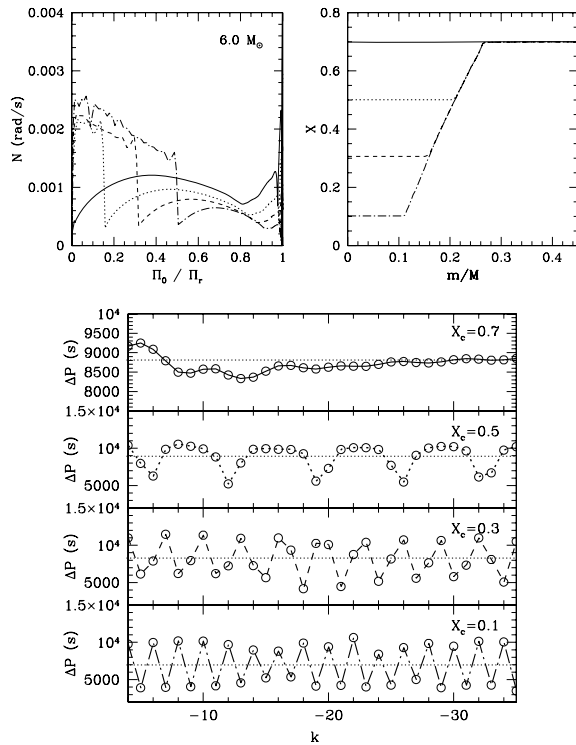 0.004
0.003
0.002
0.001
0
N (rad/s)
6.0 M☉
0 0.2 0.4 0.6 0.8 1
Π₀ / Πᵣ
0.8
0.6
0.4
0.2
0
X
0 0.1 0.2 0.3 0.4
m/M
10⁴
9500
9000
8500
8000
ΔP (s)
X_c=0.7
1.5×10⁴
10⁴
5000
ΔP (s)
X_c=0.5
1.5×10⁴
10⁴
5000
ΔP (s)
X_c=0.3
1.5×10⁴
10⁴
5000
ΔP (s)
X_c=0.1
-10 -20 -30
k